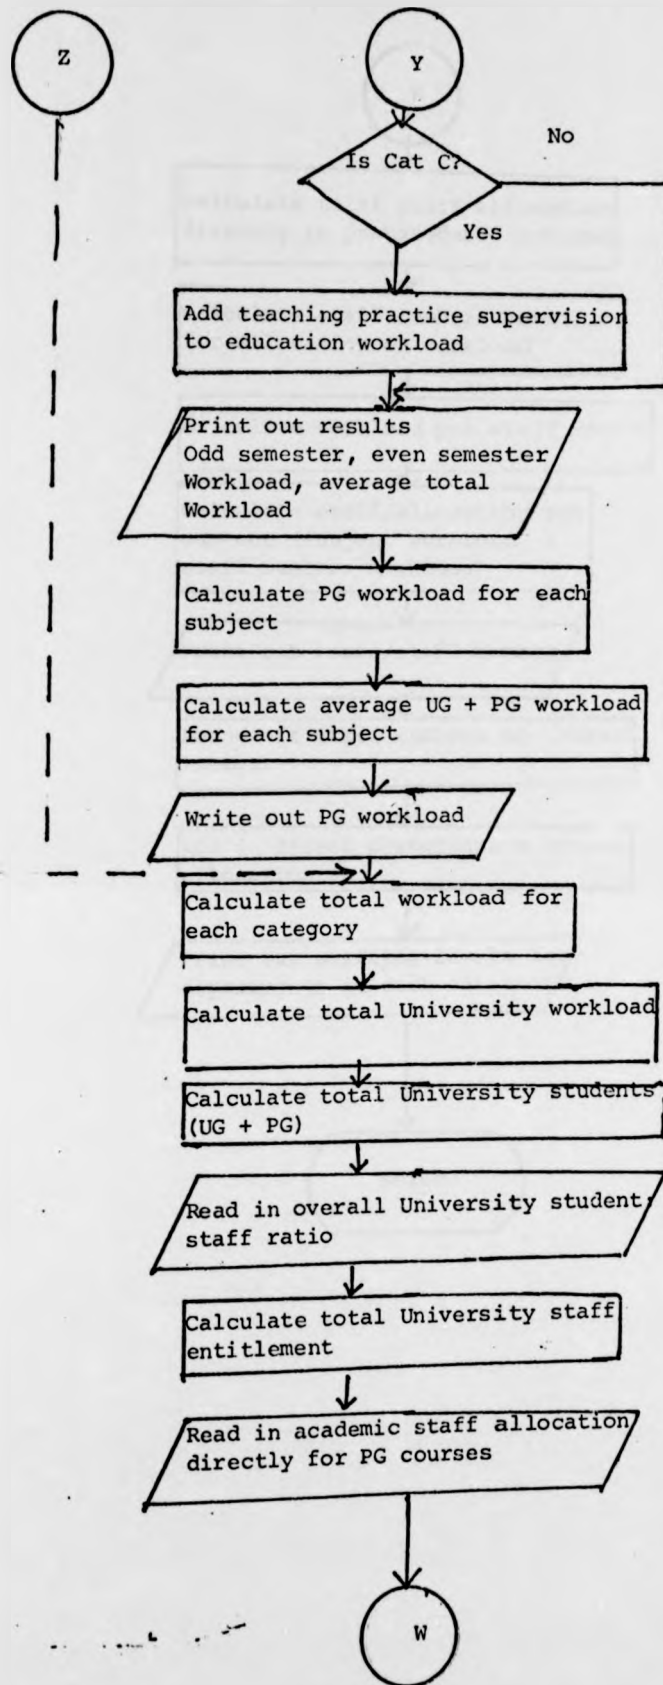 Z
Y
No
Is Cat C?
Yes
Add teaching practice supervision
to education workload
Print out results
Odd semester, even semester
Workload, average total
Workload
Calculate PG workload for each
subject
Calculate average UG + PG workload
for each subject
Write out PG workload
Calculate total workload for
each category
Calculate total University workload
Calculate total University students
(UG + PG)
Read in overall University student
staff ratio
Calculate total University staff
entitlement
Read in academic staff allocation
directly for PG courses
W